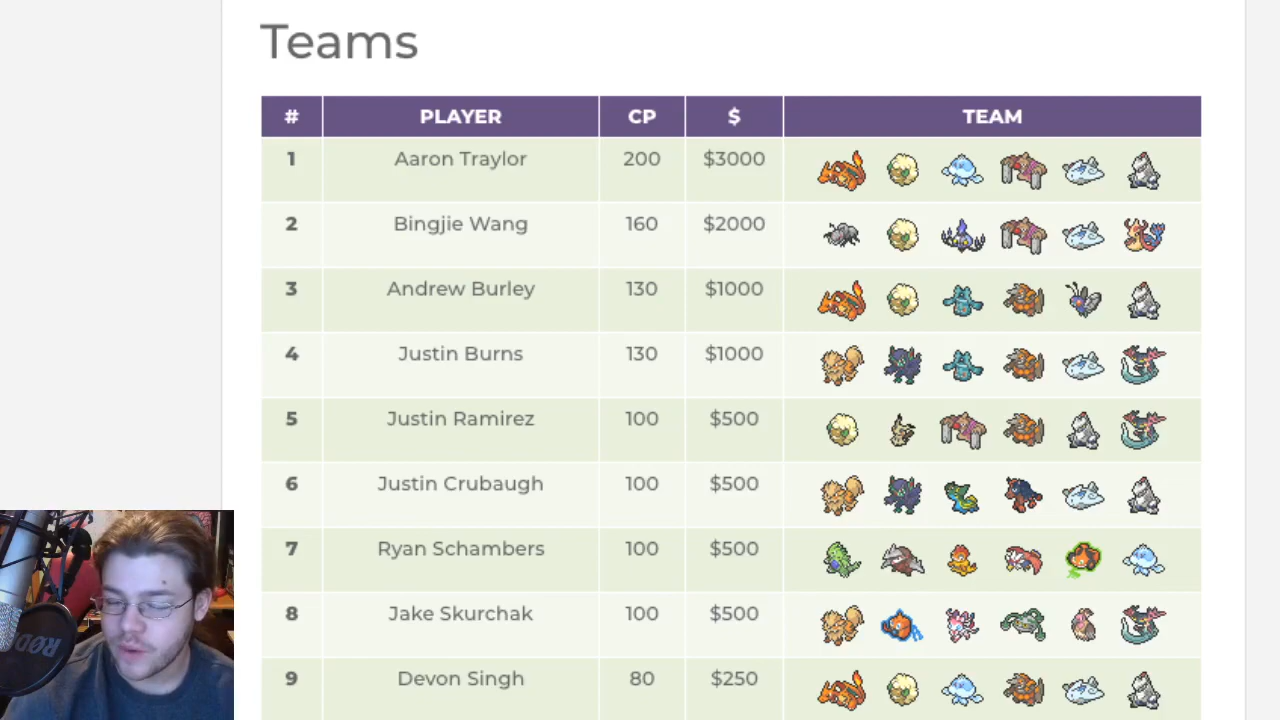 Teams
# PLAYER CP $ TEAM
1 Aaron Traylor 200 $3000
2 Bingjie Wang 160 $2000
3 Andrew Burley 130 $1000
4 Justin Burns 130 $1000
5 Justin Ramirez 100 $500
6 Justin Crubaugh 100 $500
7 Ryan Schambers 100 $500
8 Jake Skurchak 100 $500
9 Devon Singh 80 $250
RØDE